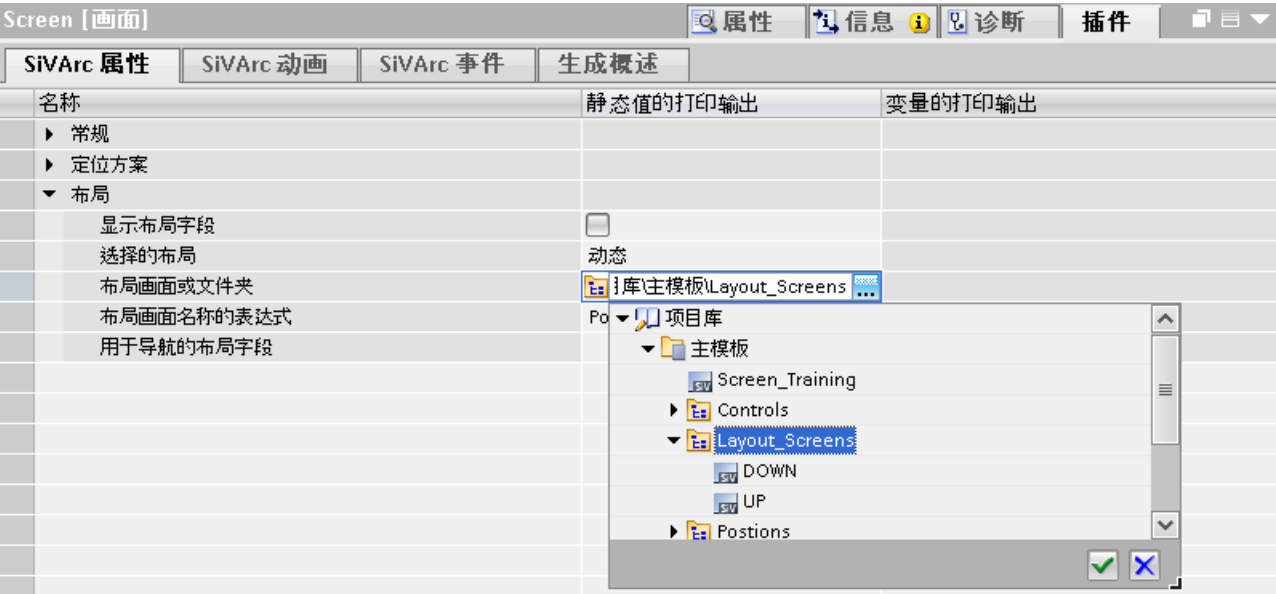 Screen [画面]
属性 信息 诊断 插件
SiVArc 属性 SiVArc 动画 SiVArc 事件 生成概述
名称 静态值的打印输出 变量的打印输出
常规
定位方案
布局
显示布局字段
选择的布局 动态
布局画面或文件夹 库\主模板\Layout_Screens ...
布局画面名称的表达式 Po
用于导航的布局字段
项目库
主模板
Screen_Training
Controls
Layout_Screens
DOWN
UP
Postions